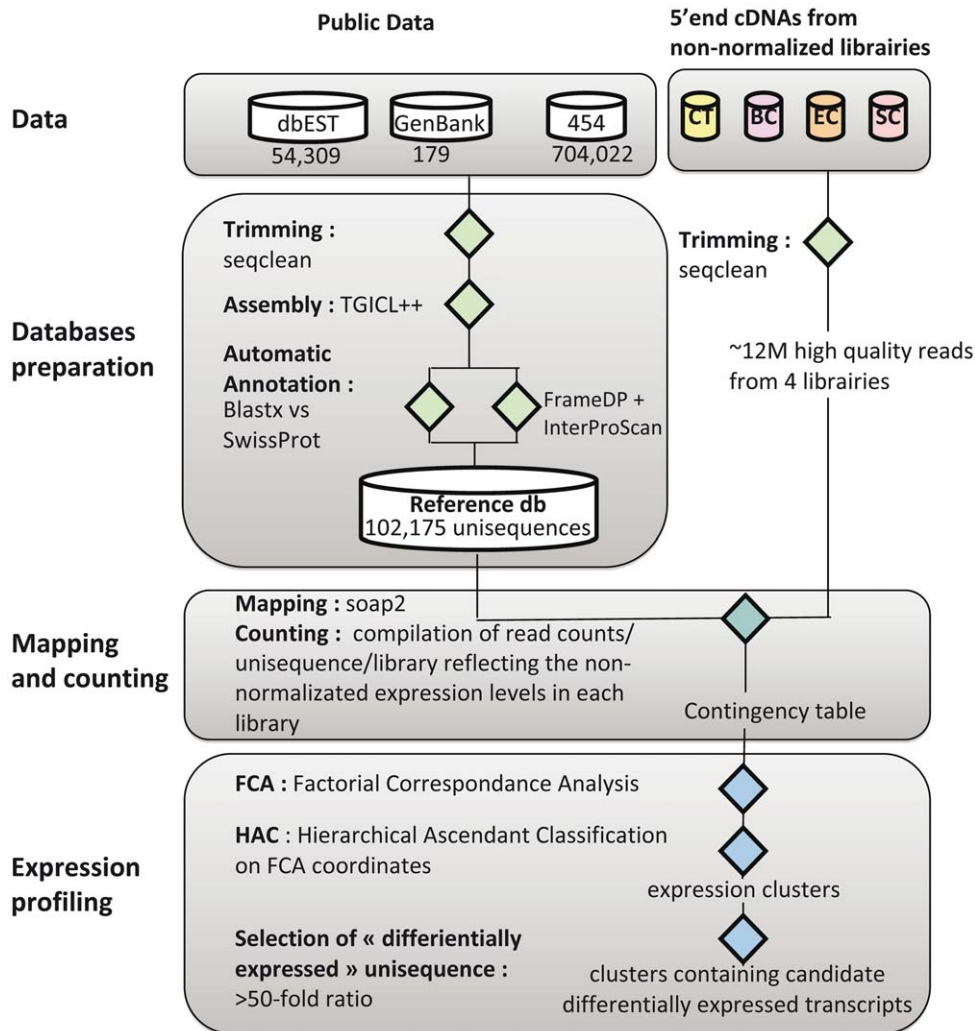 Public Data
5’end cDNAs from
non-normalized librairies
Data
dbEST
54,309
GenBank
179
454
704,022
CT
BC
EC
SC
Databases
preparation
Trimming :
seqclean
Assembly : TGICL++
Automatic
Annotation :
Blastx vs
SwissProt
FrameDP +
InterProScan
Reference db
102,175 unisequences
Trimming :
seqclean
~12M high quality reads
from 4 librairies
Mapping
and counting
Mapping : soap2
Counting : compilation of read counts/
unisequence/library reflecting the non-
normalizated expression levels in each
library
Contingency table
Expression
profiling
FCA : Factorial Correspondance Analysis
HAC : Hierarchical Ascendant Classification
on FCA coordinates
expression clusters
Selection of « differientially
expressed » unisequence :
>50-fold ratio
clusters containing candidate
differentially expressed transcripts